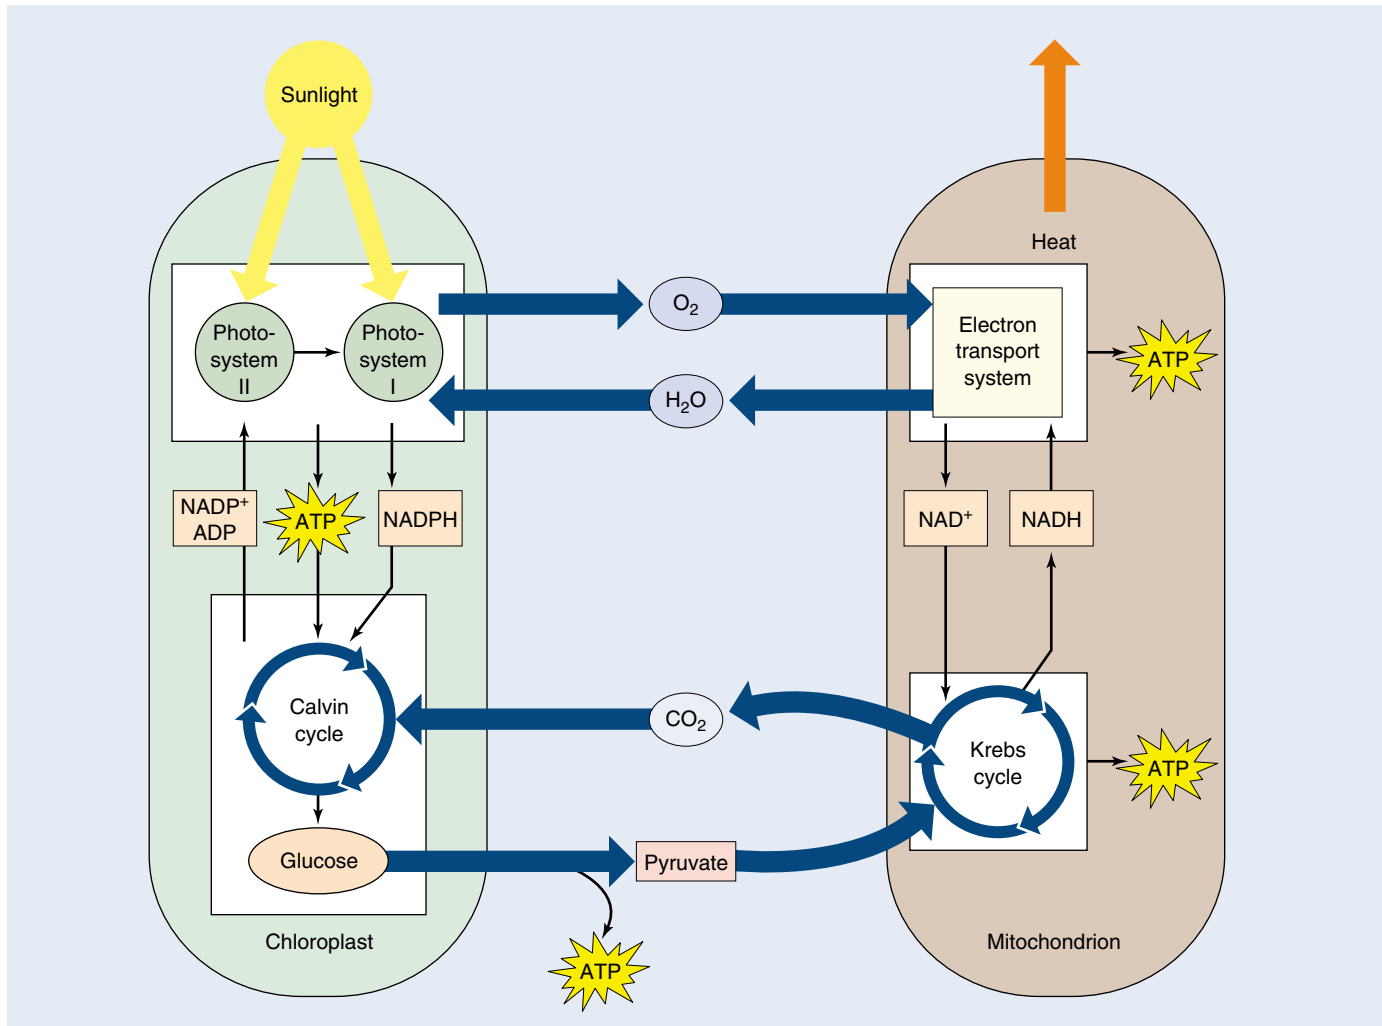 Sunlight
Heat
Photo-
system
II
Photo-
system
I
O₂
H₂O
Electron
transport
system
ATP
NADP⁺
ADP
ATP
NADPH
NAD⁺
NADH
Calvin
cycle
CO₂
Krebs
cycle
ATP
Glucose
Pyruvate
Chloroplast
ATP
Mitochondrion